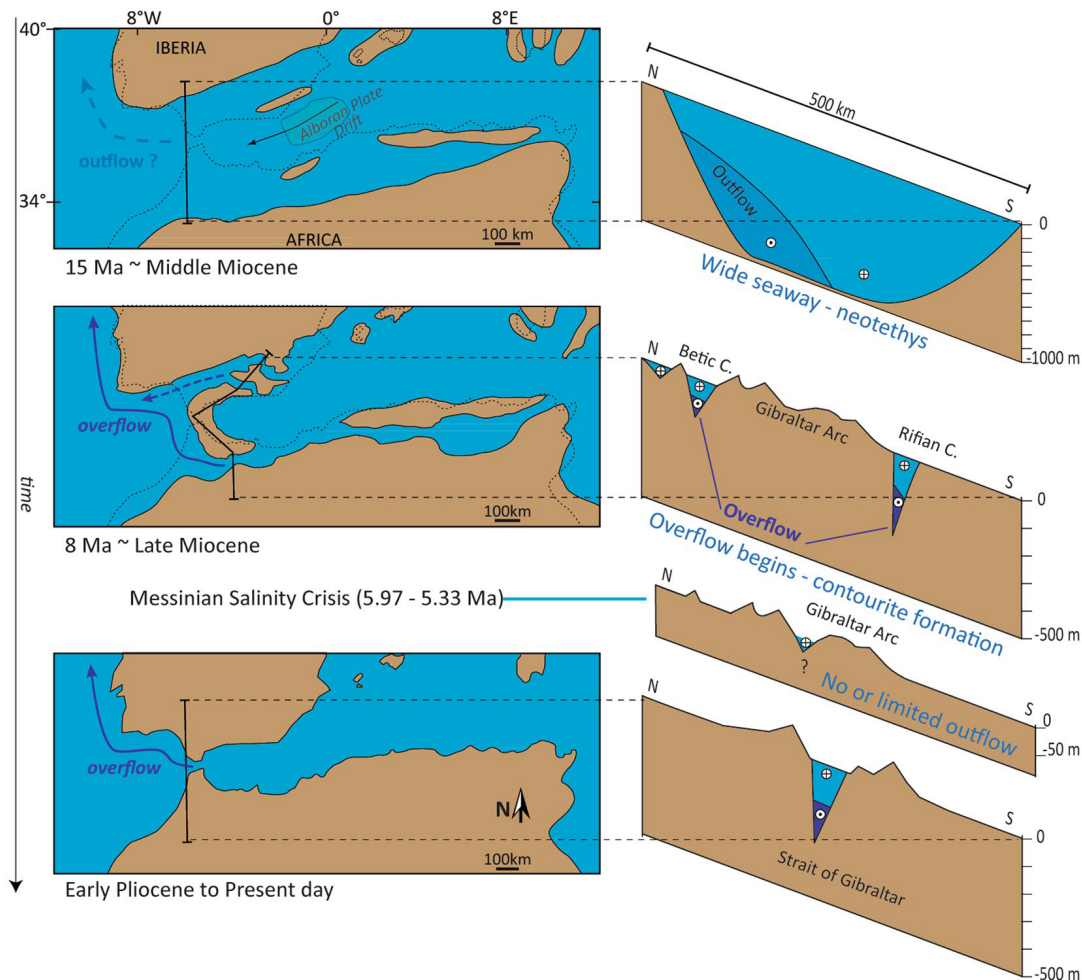 8°W 0° 8°E
40°
IBERIA
Alboran Plate
Drift
outflow ?
34°
AFRICA
100 km
15 Ma ~ Middle Miocene
N
500 km
Outflow
S
0
-1000 m
Wide seaway - neotethys
overflow
100km
8 Ma ~ Late Miocene
N
Betic C.
Gibraltar Arc
Rifian C.
S
0
Overflow
-500 m
Overflow begins - contourite formation
time
Messinian Salinity Crisis (5.97 - 5.33 Ma)
N
Gibraltar Arc
?
S
0
-50 m
No or limited outflow
overflow
N
100km
Early Pliocene to Present day
N
S
0
Strait of Gibraltar
-500 m